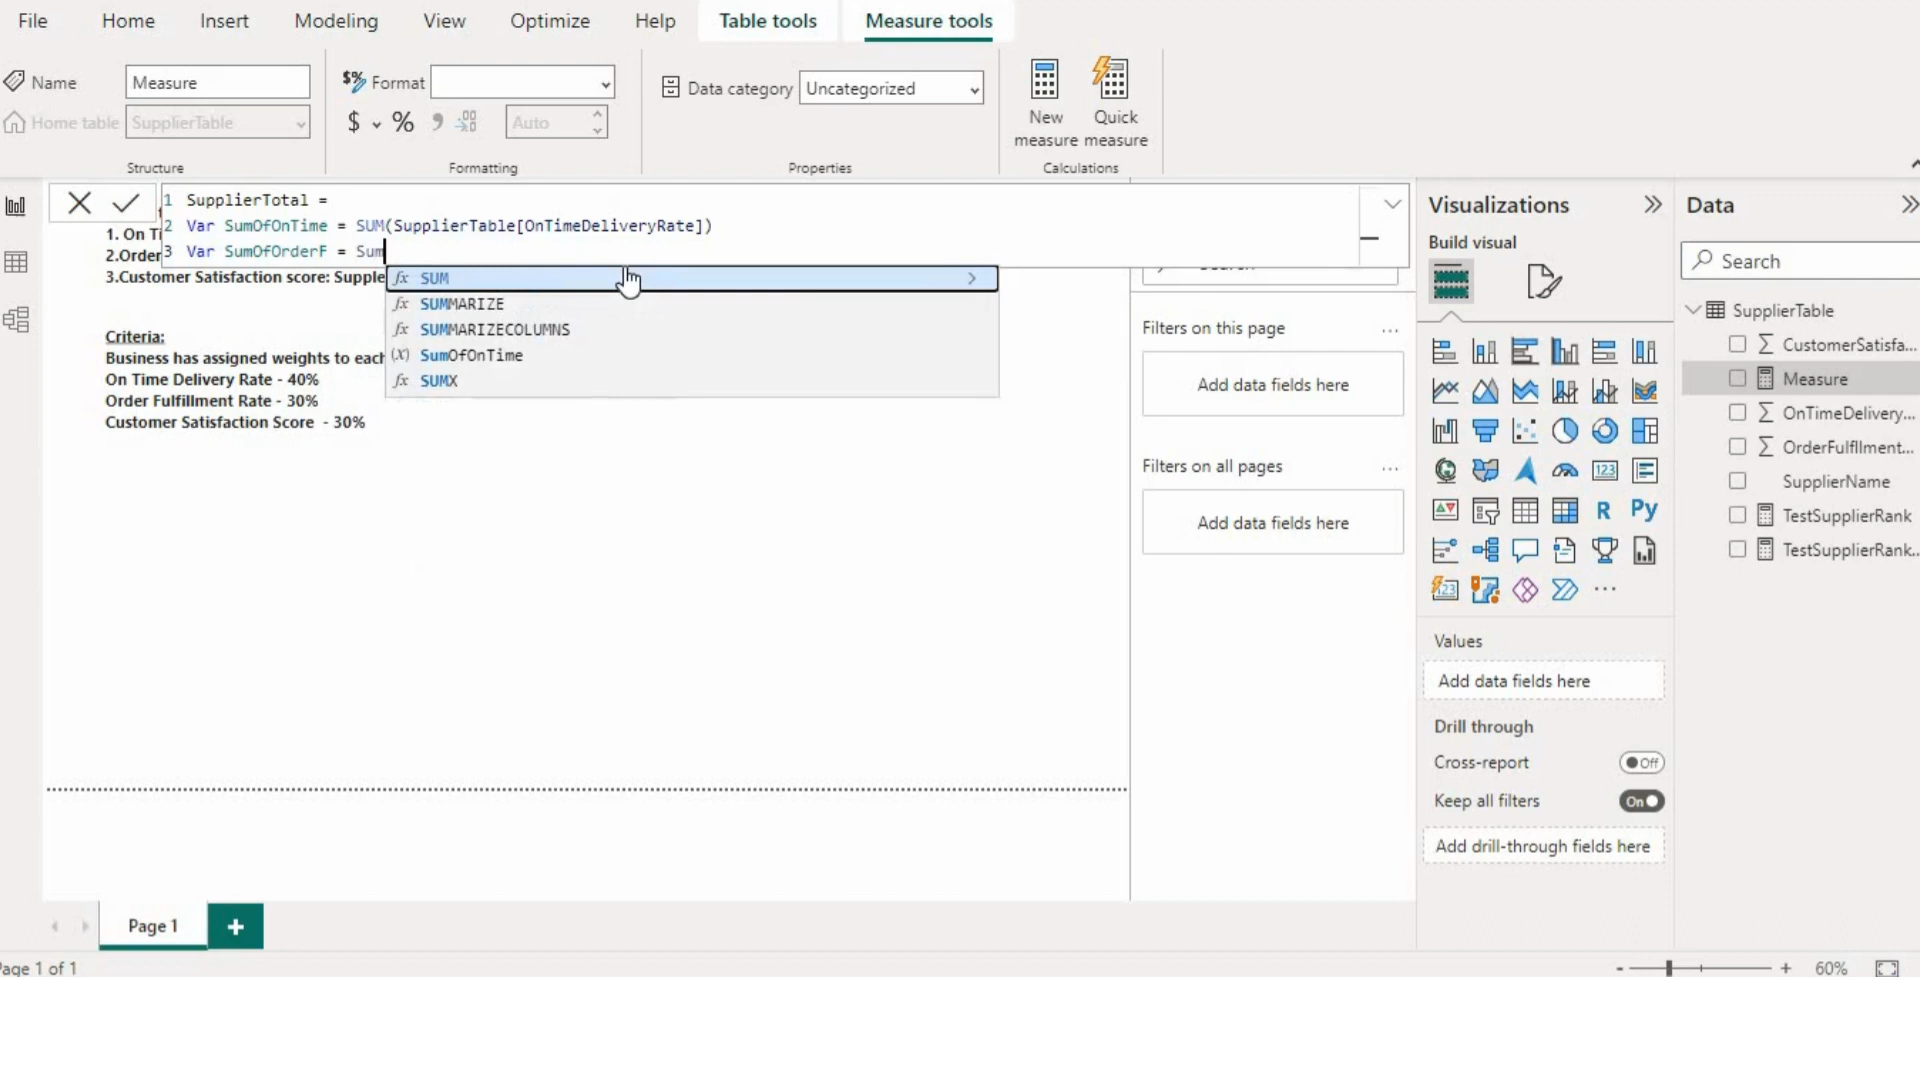 File Home Insert Modeling View Optimize Help Table tools Measure tools
Name Measure
Home table SupplierTable
Structure
$% Format
$ % Auto
Formatting
Data category Uncategorized
Properties
New measure
Quick measure
Calculations
1 SupplierTotal =
2 Var SumOfOnTime = SUM(SupplierTable[OnTimeDeliveryRate])
3 Var SumOfOrderF = Sum
SUM
SUMMARIZE
SUMMARIZECOLUMNS
SumOfOnTime
SUMX
1. On Ti
2.Order
3.Customer Satisfaction score: Supple
Criteria:
Business has assigned weights to each
On Time Delivery Rate - 40%
Order Fulfillment Rate - 30%
Customer Satisfaction Score - 30%
Filters on this page ...
Add data fields here
Filters on all pages ...
Add data fields here
Visualizations
Build visual
123
R
Py
123
...
Values
Add data fields here
Drill through
Cross-report Off
Keep all filters On
Add drill-through fields here
Data
Search
SupplierTable
CustomerSatisfa...
Measure
OnTimeDelivery...
OrderFulfllment...
SupplierName
TestSupplierRank
TestSupplierRank...
Page 1
+
Page 1 of 1
- + 60%